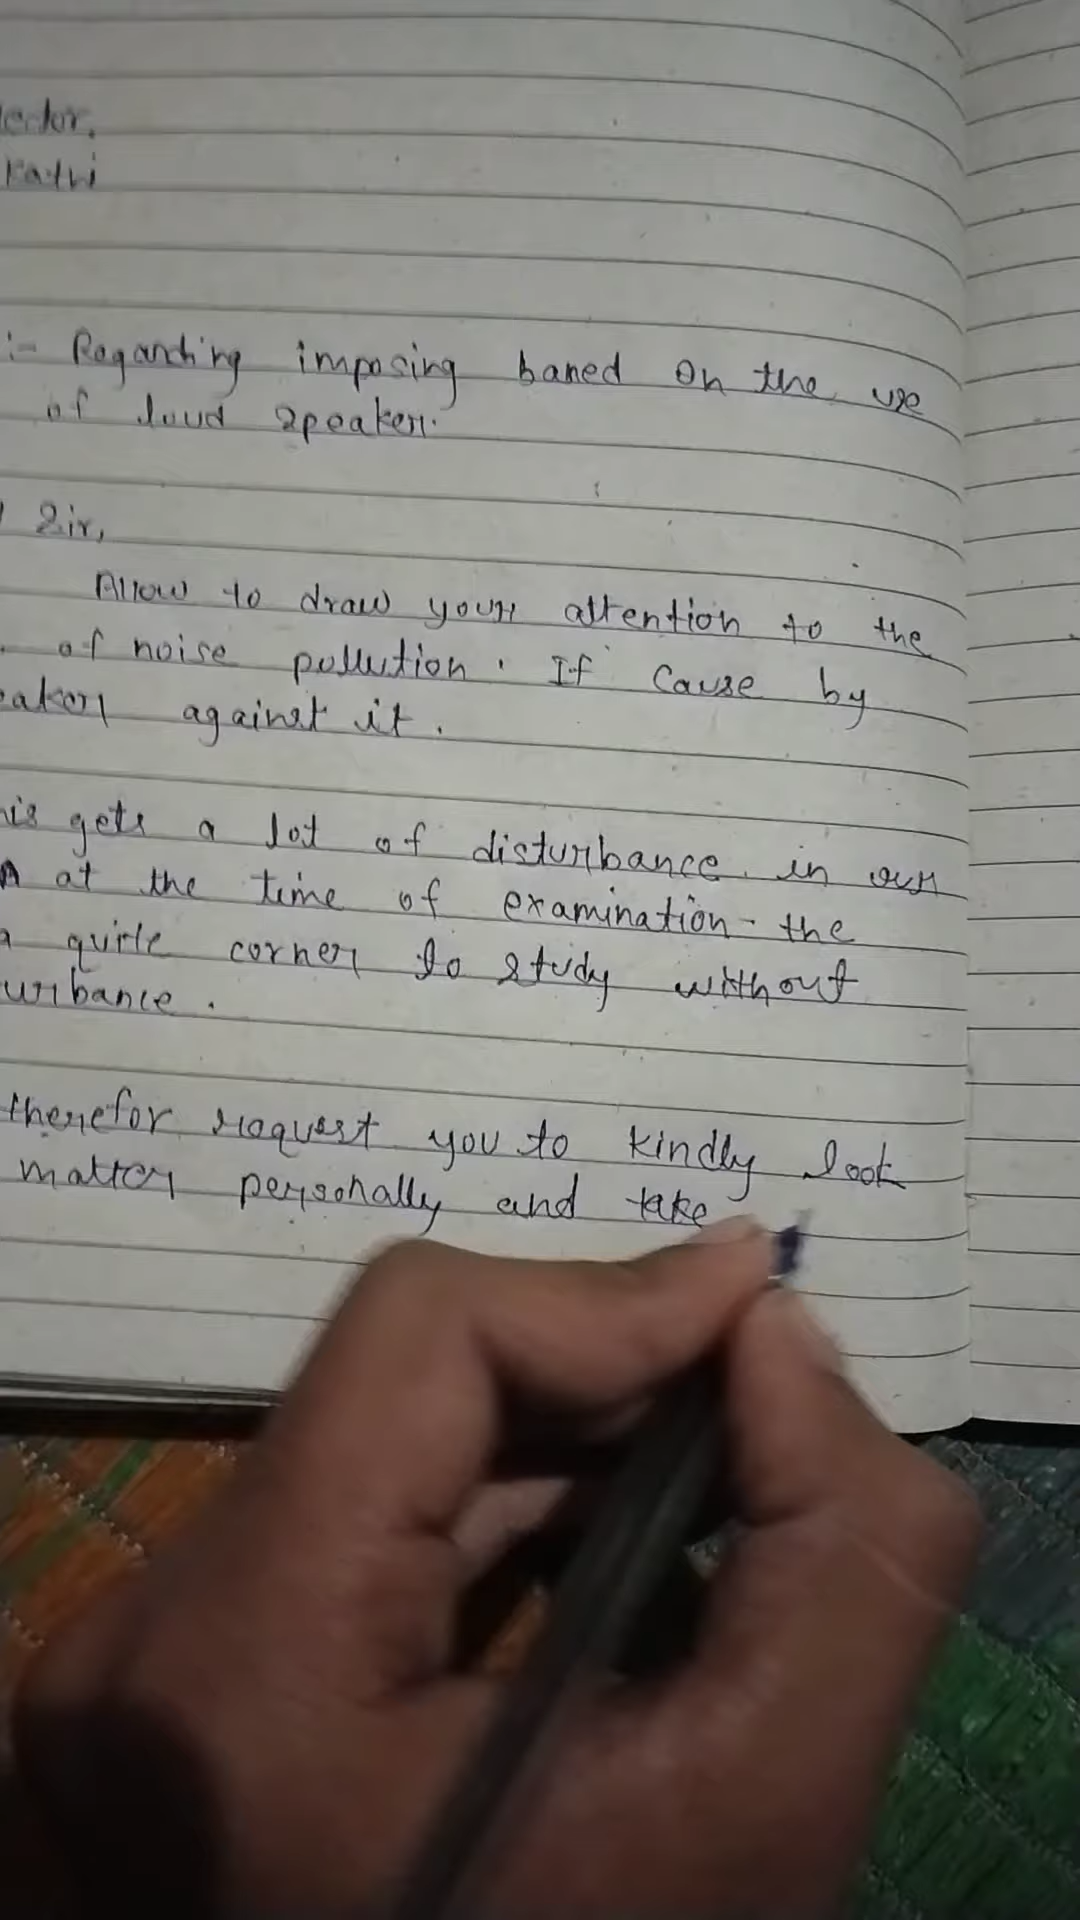 ector,
:- Regarding imposing baned on the use
of loud speaker.
Sir,
Allow to draw your attention to the
of noise pollution. If cause by
eaker against it.
is gets a lot of disturbance in our
at the time of examination - the
a quite corner to study without
urbance.
therefor request you to kindly look
matter personally and take